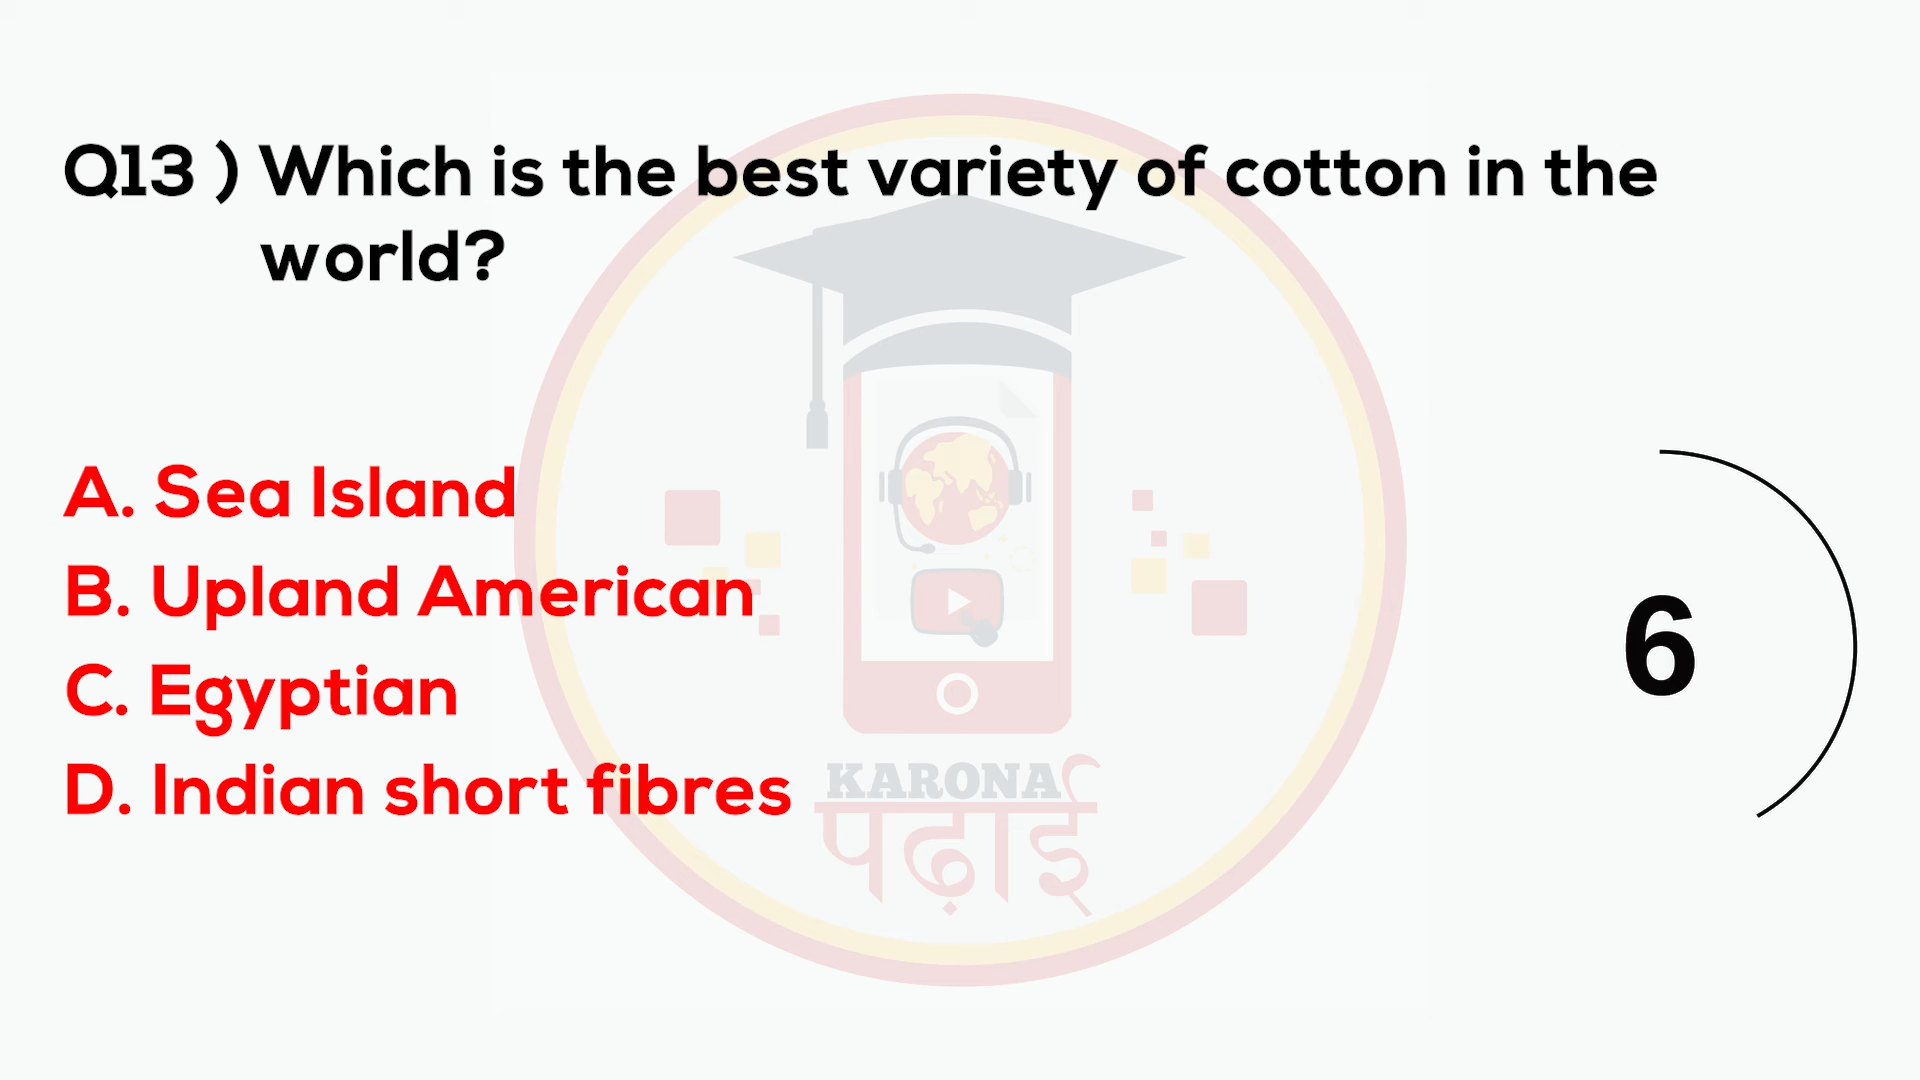 Q13 ) Which is the best variety of cotton in the
world?
A. Sea Island
B. Upland American
C. Egyptian
D. Indian short fibres
6
KARONA
पढ़ाई